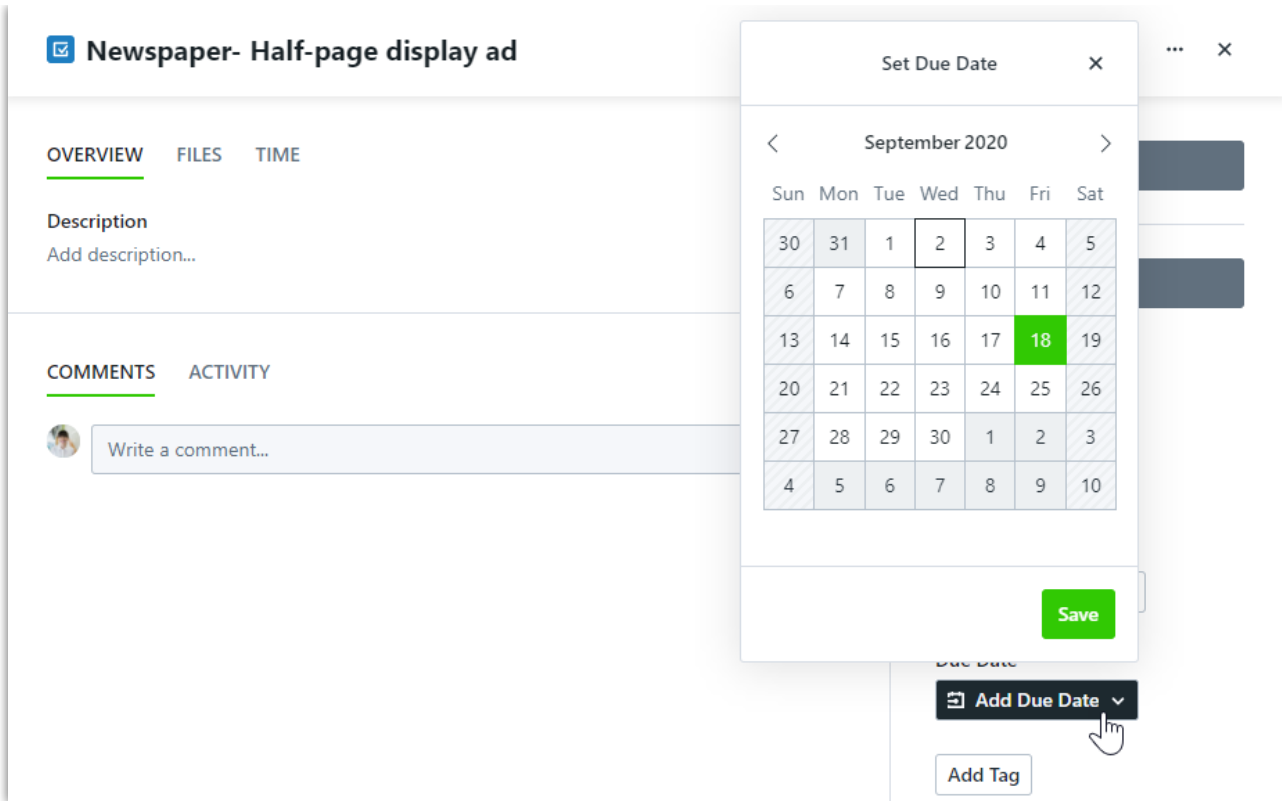 Newspaper- Half-page display ad
OVERVIEW FILES TIME
Description
Add description...
COMMENTS ACTIVITY
Write a comment...
Set Due Date
September 2020
Sun Mon Tue Wed Thu Fri Sat
30 31 1 2 3 4 5
6 7 8 9 10 11 12
13 14 15 16 17 18 19
20 21 22 23 24 25 26
27 28 29 30 1 2 3
4 5 6 7 8 9 10
Save
Due Date
Add Due Date
Add Tag